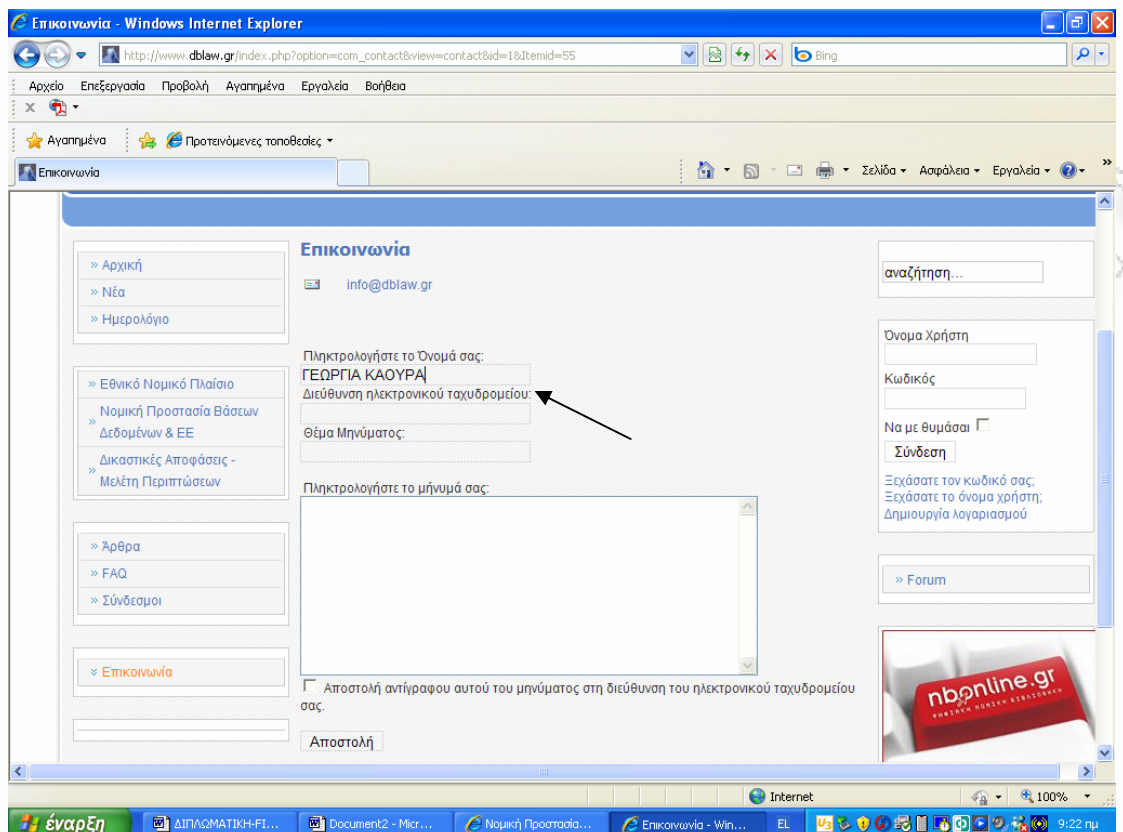 Επικοινωνία - Windows Internet Explorer
http://www.dblaw.gr/index.php?option=com_contact&view=contact&id=1&Itemid=55
Bing
Αρχείο Επεξεργασία Προβολή Αγαπημένα Εργαλεία Βοήθεια
x
Αγαπημένα Προτεινόμενες τοποθεσίες
Επικοινωνία
Σελίδα Ασφάλεια Εργαλεία »
» Αρχική
» Νέα
» Ημερολόγιο
» Εθνικό Νομικό Πλαίσιο
» Νομική Προστασία Βάσεων
Δεδομένων & ΕΕ
» Δικαστικές Αποφάσεις -
Μελέτη Περιπτώσεων
» Άρθρα
» FAQ
» Σύνδεσμοι
» Επικοινωνία
Επικοινωνία
info@dblaw.gr
Πληκτρολογήστε το Όνομά σας:
ΓΕΩΡΓΙΑ ΚΑΟΥΡΑ
Διεύθυνση ηλεκτρονικού ταχυδρομείου:
Θέμα Μηνύματος:
Πληκτρολογήστε το μήνυμά σας:
Αποστολή αντίγραφου αυτού του μηνύματος στη διεύθυνση του ηλεκτρονικού ταχυδρομείου
σας.
Αποστολή
αναζήτηση...
Όνομα Χρήστη
Κωδικός
Να με θυμάσαι
Σύνδεση
Ξεχάσατε τον κωδικό σας;
Ξεχάσατε το όνομα χρήστη;
Δημιουργία λογαριασμού
» Forum
nbonline.gr
ΨΗΦΙΑΚΗ ΝΟΜΙΚΗ ΒΙΒΛΙΟΘΗΚΗ
Internet 100%
έναρξη ΔΙΠΛΩΜΑΤΙΚΗ-FI... Document2 - Micr... Νομική Προστασία... Επικοινωνία - Win... EL 9:22 πμ